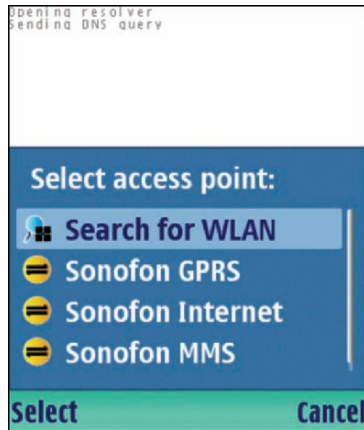 Opening resolver
Sending DNS query
Select access point:
Search for WLAN
Sonofon GPRS
Sonofon Internet
Sonofon MMS
Select Cancel